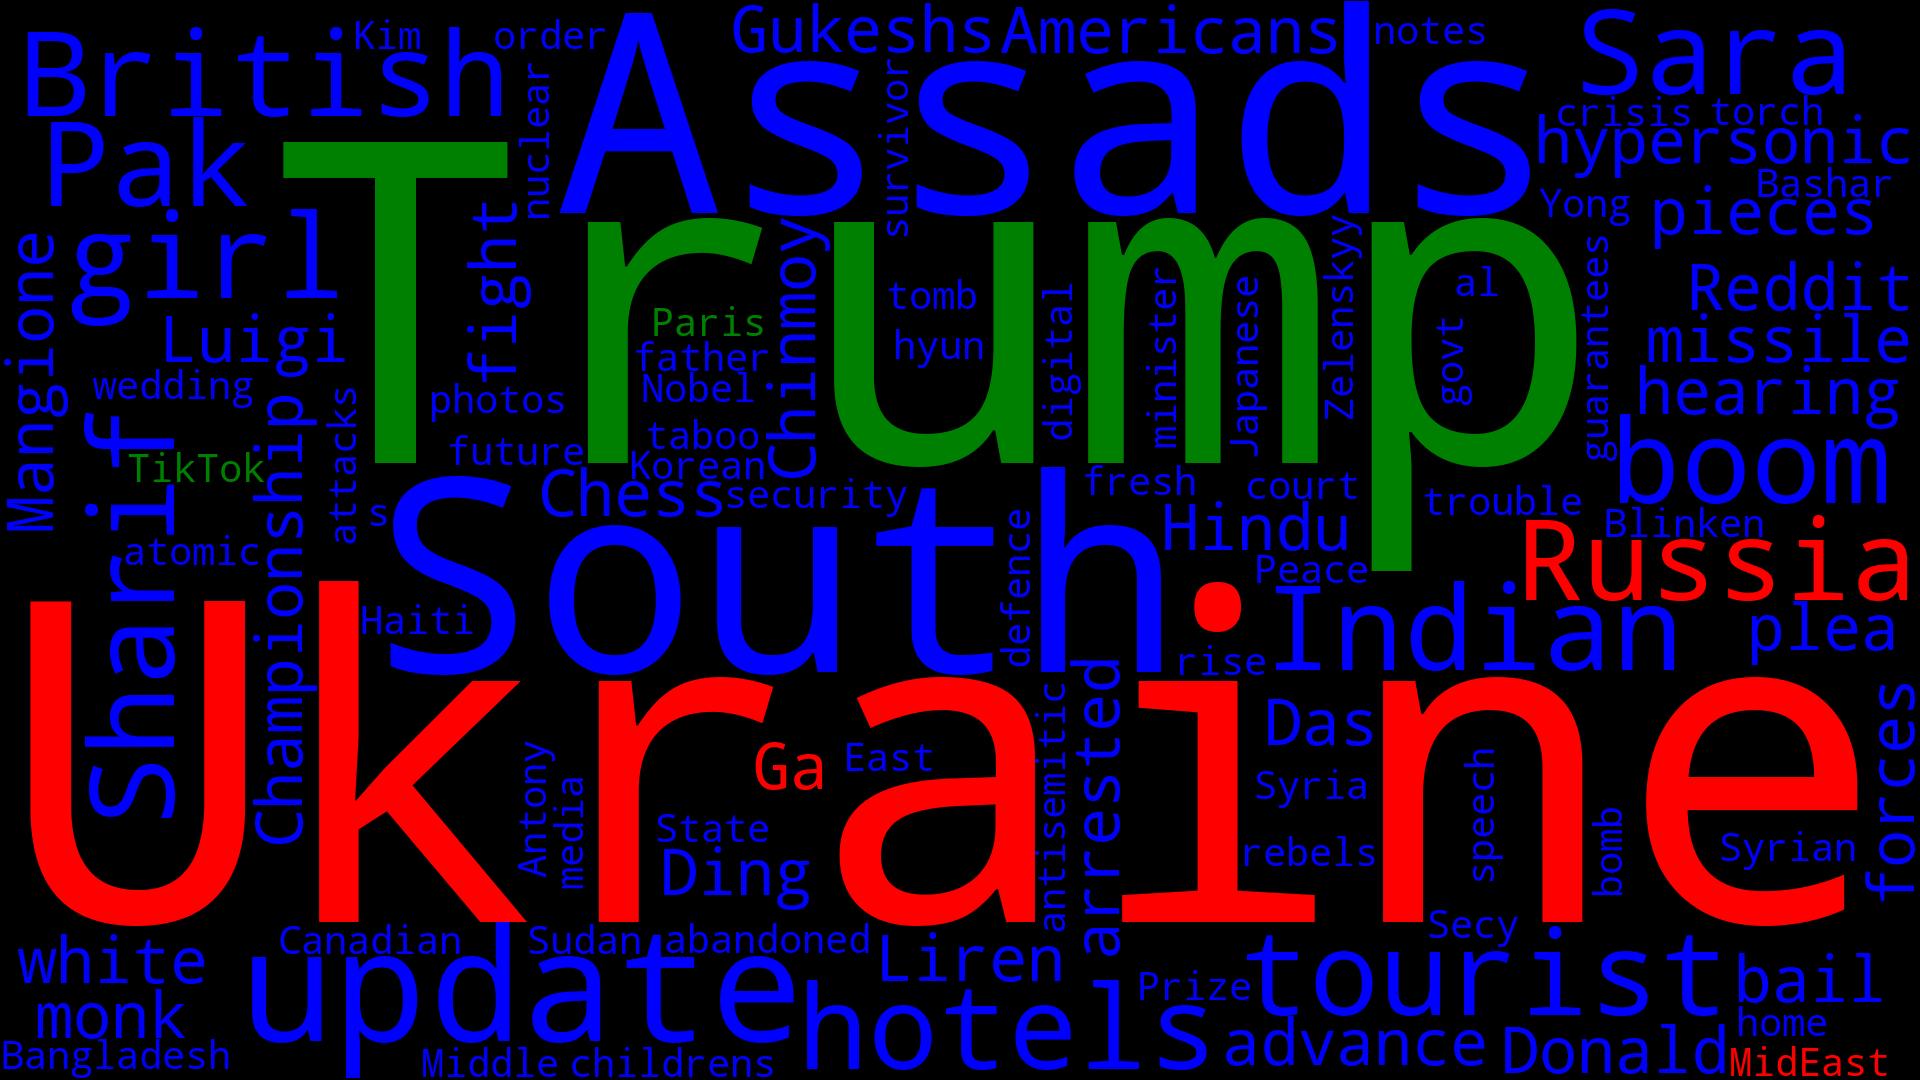 British
Kim
order
Assads
Gukeshs
Americans
notes
Sara
Pak
nuclear
survivor
crisis
torch
hypersonic
Bashar
Yong
pieces
girl
Trump
fight
Chinmoy
Zelenskyy
guarantees
Mangione
Luigi
Paris
father
Nobel
tomb
hyun
digital
minister
Japanese
al
govt
Reddit
missile
hearing
wedding
photos
taboo
Korean
future
attacks
Sharif
TikTok
Championship
s
Chess
security
fresh
court
trouble
boom
Blinken
Hindu
Peace
Russia
atomic
South
defence
Haiti
Indian
plea
rise
Ukraine
arrested
forces
Antony
media
Ga
East
antisemitic
Das
Syria
speech
State
Ding
rebels
bomb
Syrian
Secy
white
Canadian
update
Sudan
abandoned
Liren
tourist
bail
monk
Prize
hotels
advance
Donald
home
Bangladesh
Middle
childrens
MidEast